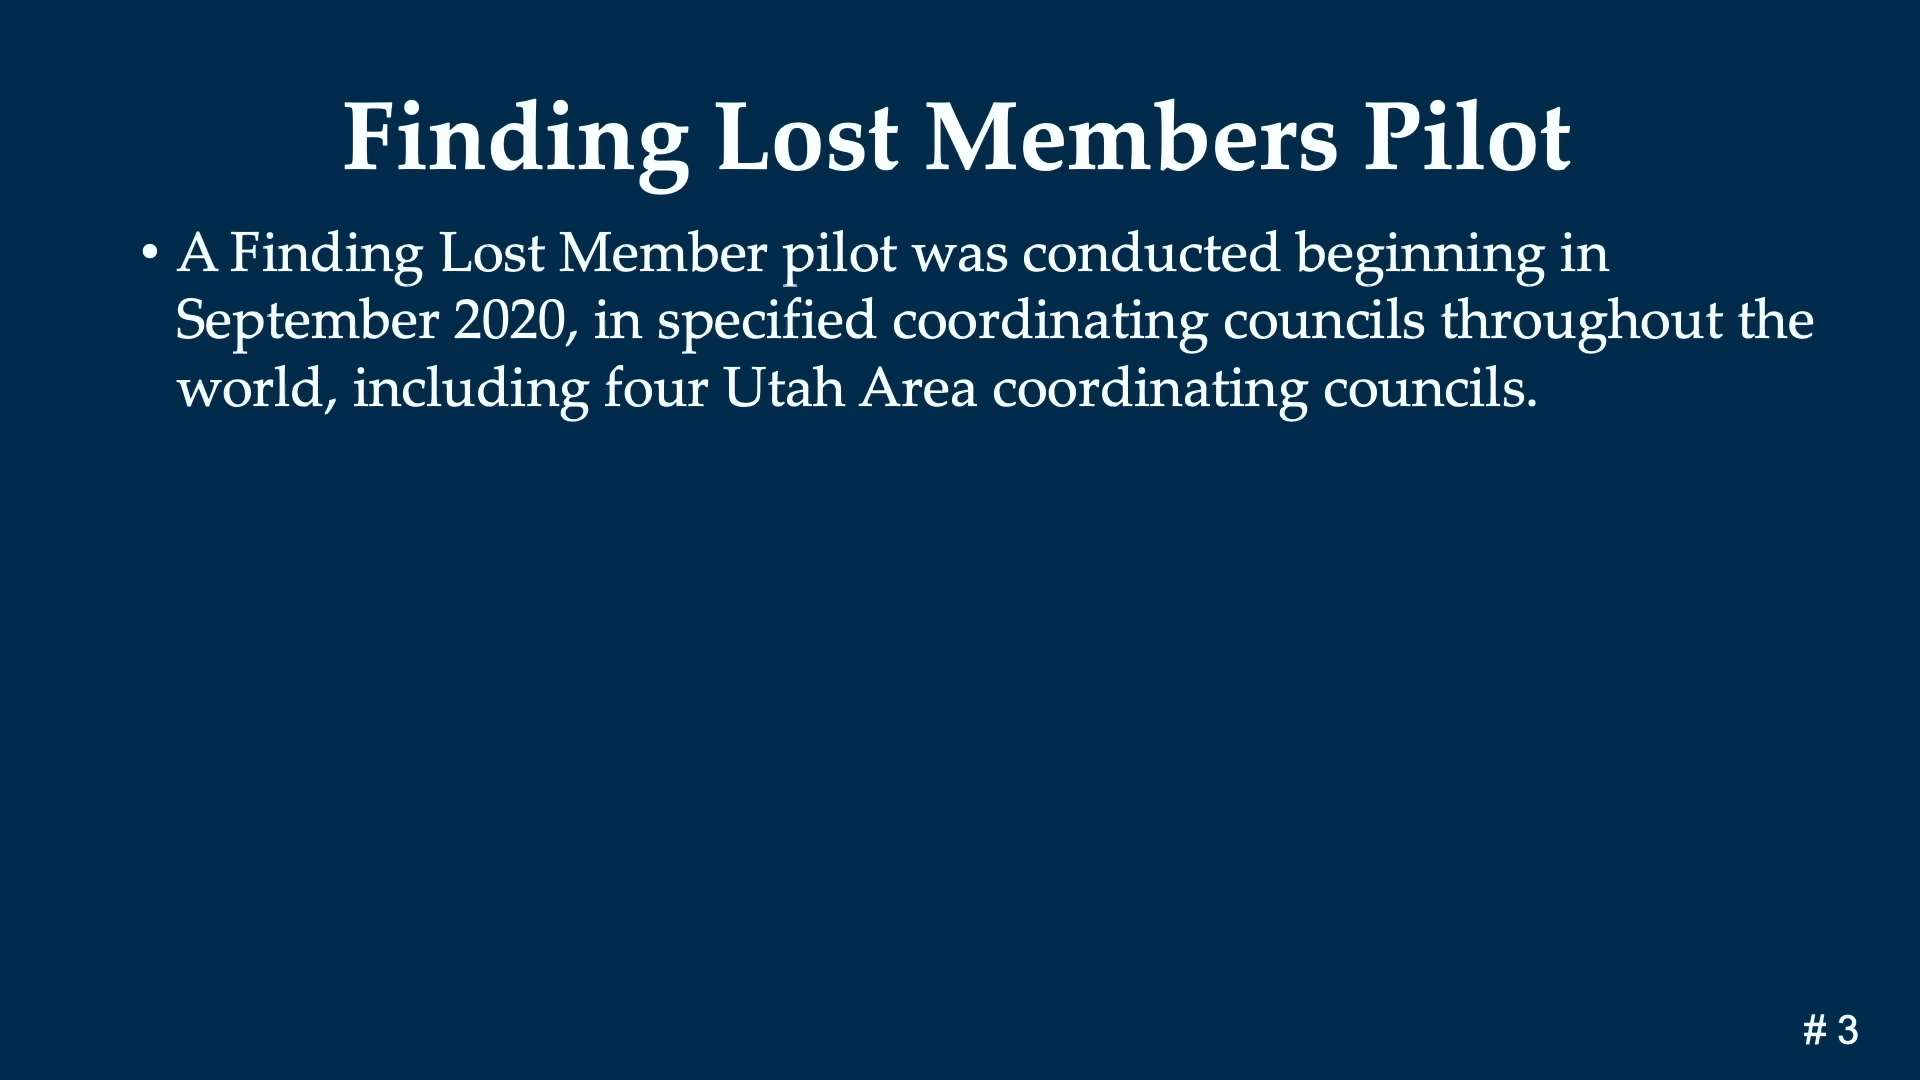 Finding Lost Members Pilot
• A Finding Lost Member pilot was conducted beginning in
September 2020, in specified coordinating councils throughout the
world, including four Utah Area coordinating councils.
# 3